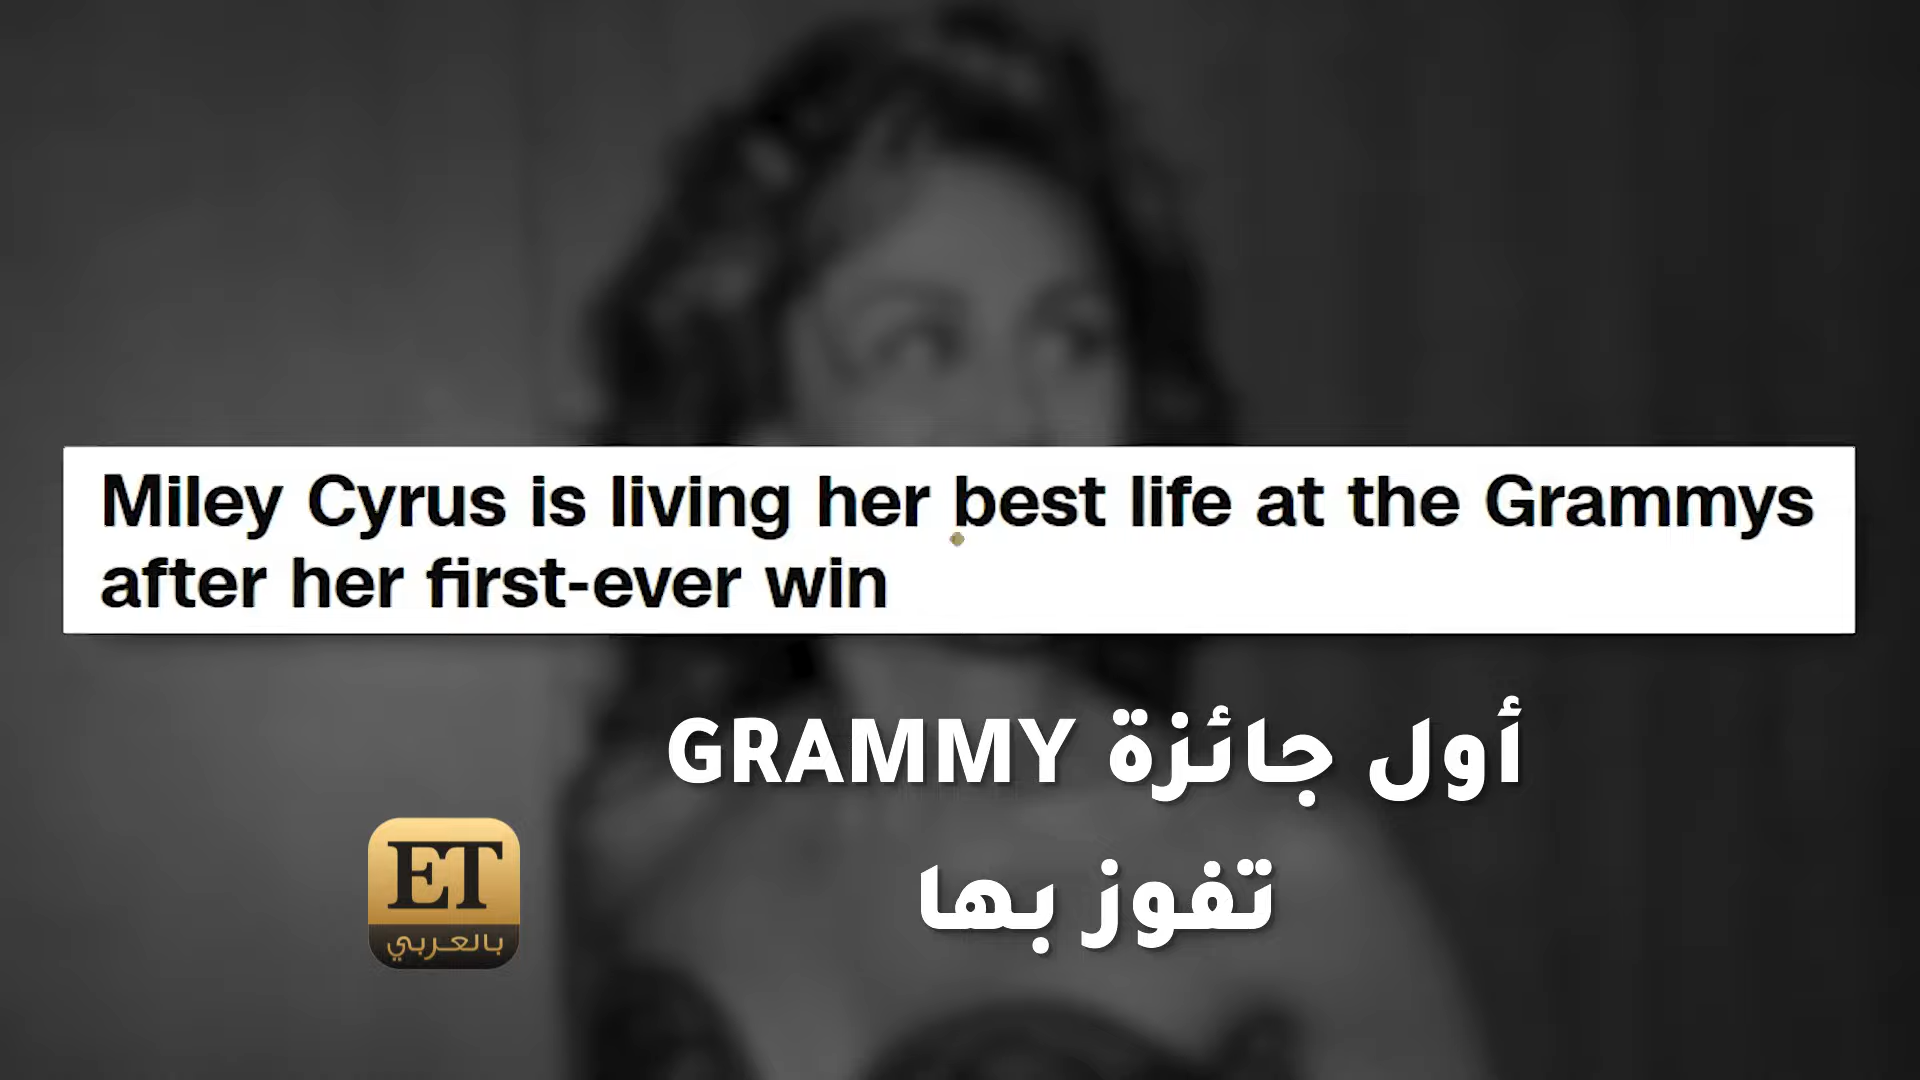 Miley Cyrus is living her best life at the Grammys
after her first-ever win
أول جائزة GRAMMY
تفوز بها
ET
بالعربي